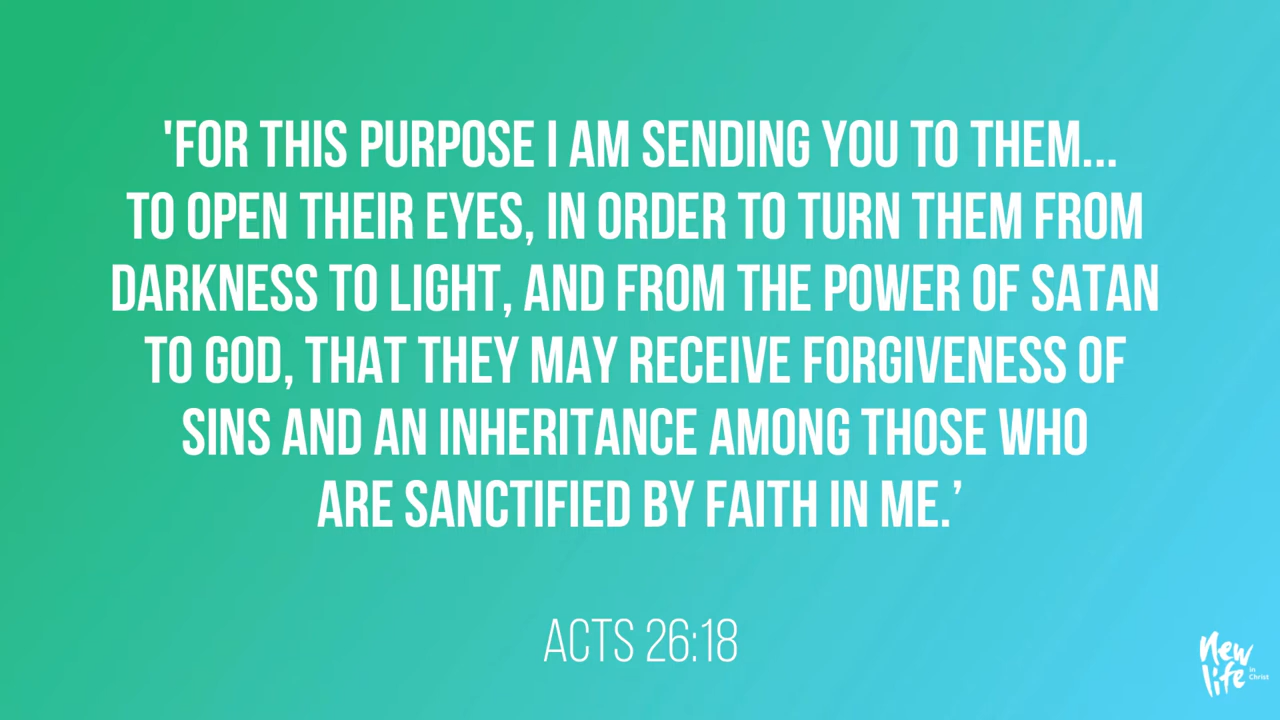 'FOR THIS PURPOSE I AM SENDING YOU TO THEM...
TO OPEN THEIR EYES, IN ORDER TO TURN THEM FROM
DARKNESS TO LIGHT, AND FROM THE POWER OF SATAN
TO GOD, THAT THEY MAY RECEIVE FORGIVENESS OF
SINS AND AN INHERITANCE AMONG THOSE WHO
ARE SANCTIFIED BY FAITH IN ME.’
ACTS 26:18
New
life
in
Christ